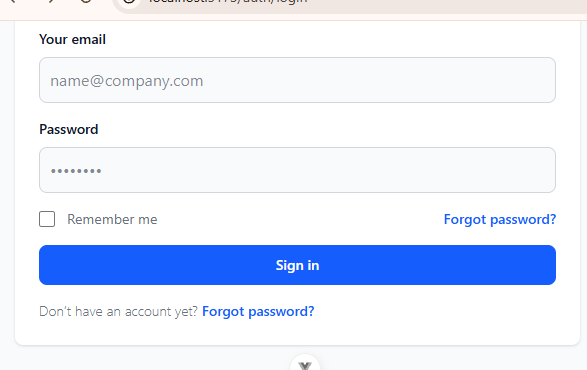 Your email
name@company.com
Password
••••••••
Remember me Forgot password?
Sign in
Don't have an account yet? Forgot password?